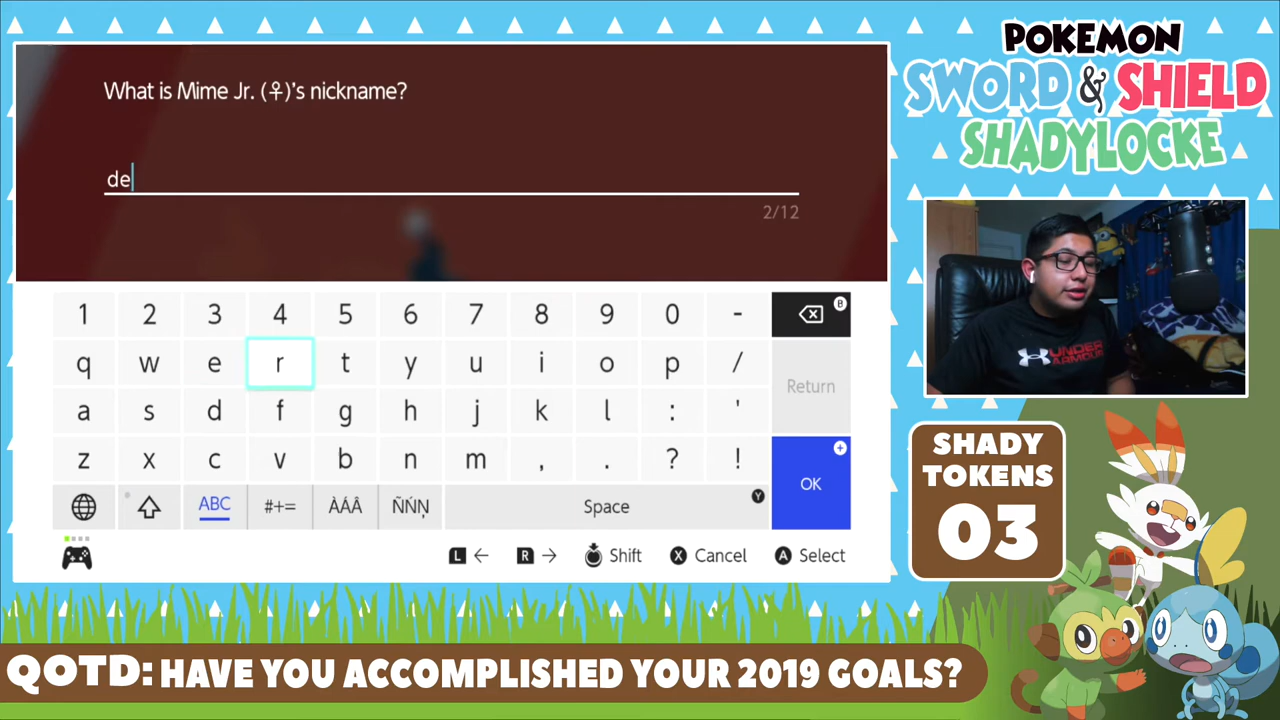 What is Mime Jr. (♀)'s nickname?
de
2/12
1 2 3 4 5 6 7 8 9 0 -
q w e r t y u i o p /
a s d f g h j k l : '
z x c v b n m , . ? !
B
Return
OK
+
ABC #+= ÀÁÂ ÑŃŅ Space Y
L ← R → Shift X Cancel A Select
POKEMON
SWORD & SHIELD
SHADYLOCKE
UNDER ARMOUR
SHADY
TOKENS
03
QOTD: HAVE YOU ACCOMPLISHED YOUR 2019 GOALS?